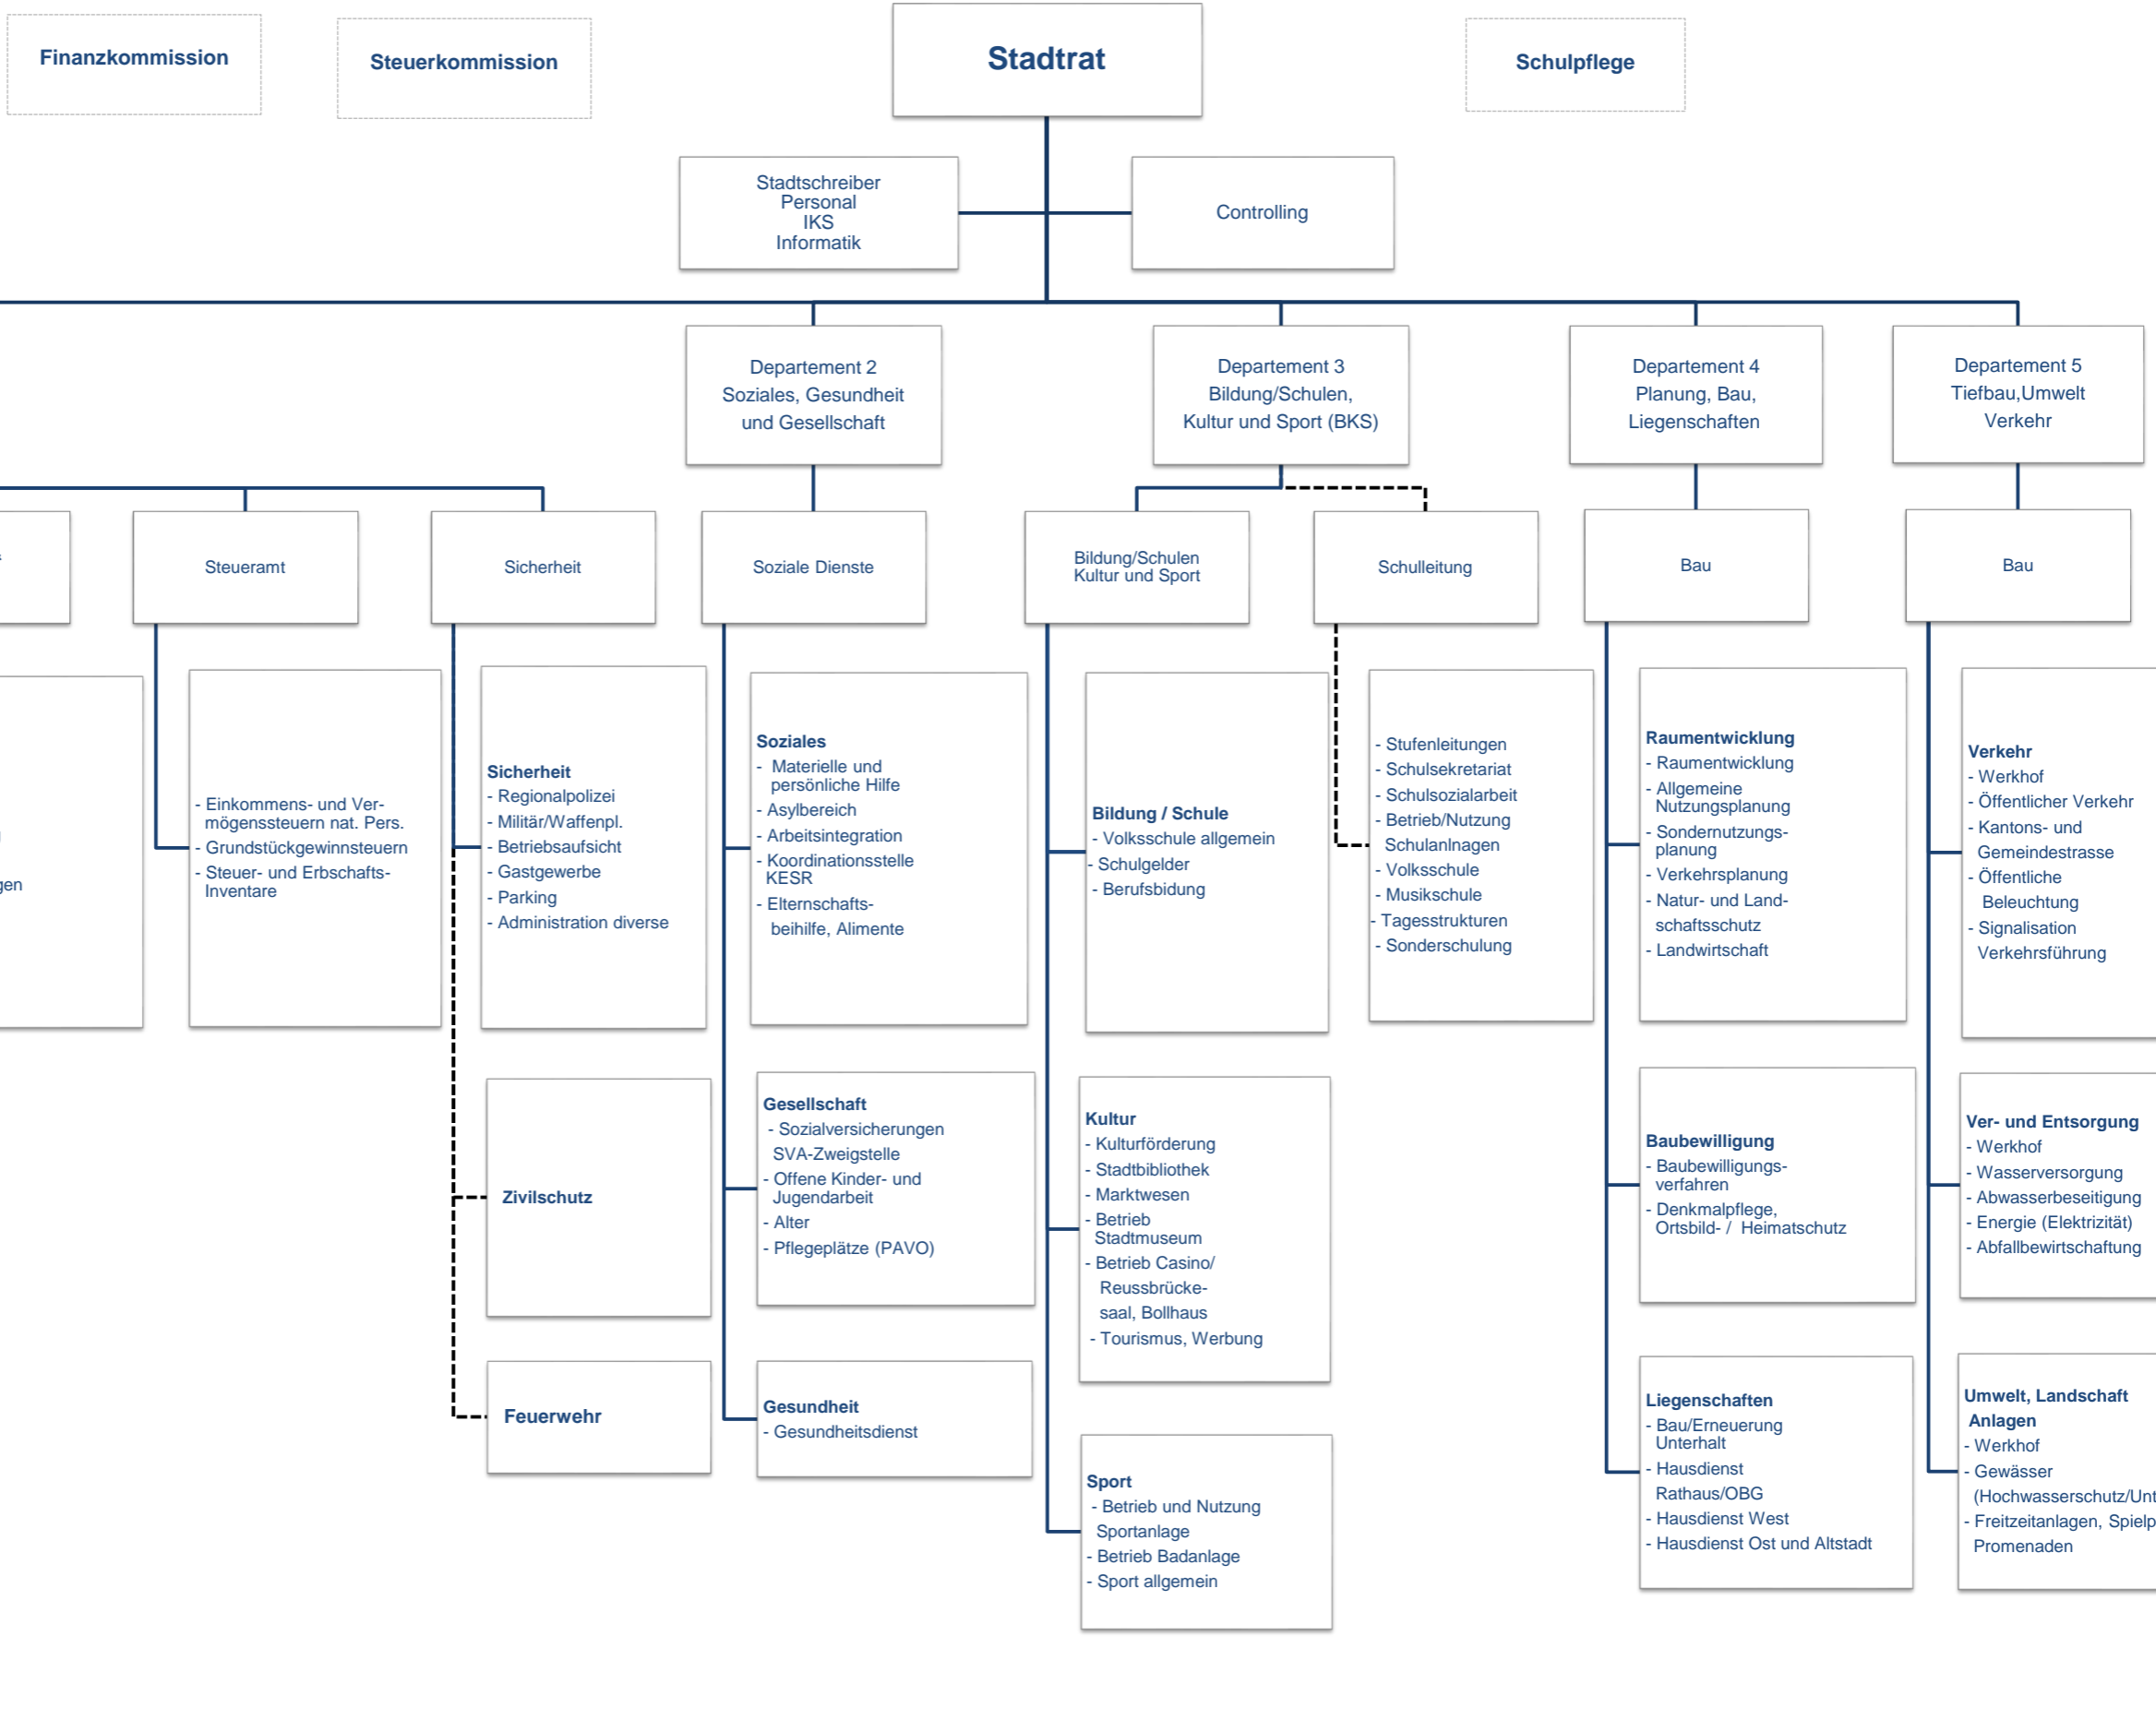 Finanzkommission
Steuerkommission
Stadtrat
Schulpflege
Stadtschreiber
Personal
IKS
Informatik
Controlling
Departement 2
Soziales, Gesundheit
und Gesellschaft
Departement 3
Bildung/Schulen,
Kultur und Sport (BKS)
Departement 4
Planung, Bau,
Liegenschaften
Departement 5
Tiefbau,Umwelt
Verkehr
Steueramt
Sicherheit
Soziale Dienste
Bildung/Schulen
Kultur und Sport
Schulleitung
Bau
Bau
gen
- Einkommens- und Ver-
mögenssteuern nat. Pers.
- Grundstückgewinnsteuern
- Steuer- und Erbschafts-
Inventare
Sicherheit
- Regionalpolizei
- Militär/Waffenpl.
- Betriebsaufsicht
- Gastgewerbe
- Parking
- Administration diverse
Zivilschutz
Feuerwehr
Soziales
- Materielle und
persönliche Hilfe
- Asylbereich
- Arbeitsintegration
- Koordinationsstelle
KESR
- Elternschafts-
beihilfe, Alimente
Gesellschaft
- Sozialversicherungen
SVA-Zweigstelle
- Offene Kinder- und
Jugendarbeit
- Alter
- Pflegeplätze (PAVO)
Gesundheit
- Gesundheitsdienst
Bildung / Schule
- Volksschule allgemein
- Schulgelder
- Berufsbidung
Kultur
- Kulturförderung
- Stadtbibliothek
- Marktwesen
- Betrieb
Stadtmuseum
- Betrieb Casino/
Reussbrücke-
saal, Bollhaus
- Tourismus, Werbung
Sport
- Betrieb und Nutzung
Sportanlage
- Betrieb Badanlage
- Sport allgemein
- Stufenleitungen
- Schulsekretariat
- Schulsozialarbeit
- Betrieb/Nutzung
Schulanlnagen
- Volksschule
- Musikschule
- Tagesstrukturen
- Sonderschulung
Raumentwicklung
- Raumentwicklung
- Allgemeine
Nutzungsplanung
- Sondernutzungs-
planung
- Verkehrsplanung
- Natur- und Land-
schaftsschutz
- Landwirtschaft
Baubewilligung
- Baubewilligungs-
verfahren
- Denkmalpflege,
Ortsbild- / Heimatschutz
Liegenschaften
- Bau/Erneuerung
Unterhalt
- Hausdienst
Rathaus/OBG
- Hausdienst West
- Hausdienst Ost und Altstadt
Verkehr
- Werkhof
- Öffentlicher Verkehr
- Kantons- und
Gemeindestrasse
- Öffentliche
Beleuchtung
- Signalisation
Verkehrsführung
Ver- und Entsorgung
- Werkhof
- Wasserversorgung
- Abwasserbeseitigung
- Energie (Elektrizität)
- Abfallbewirtschaftung
Umwelt, Landschaft
Anlagen
- Werkhof
- Gewässer
(Hochwasserschutz/Unt
- Freitzeitanlagen, Spielp
Promenaden